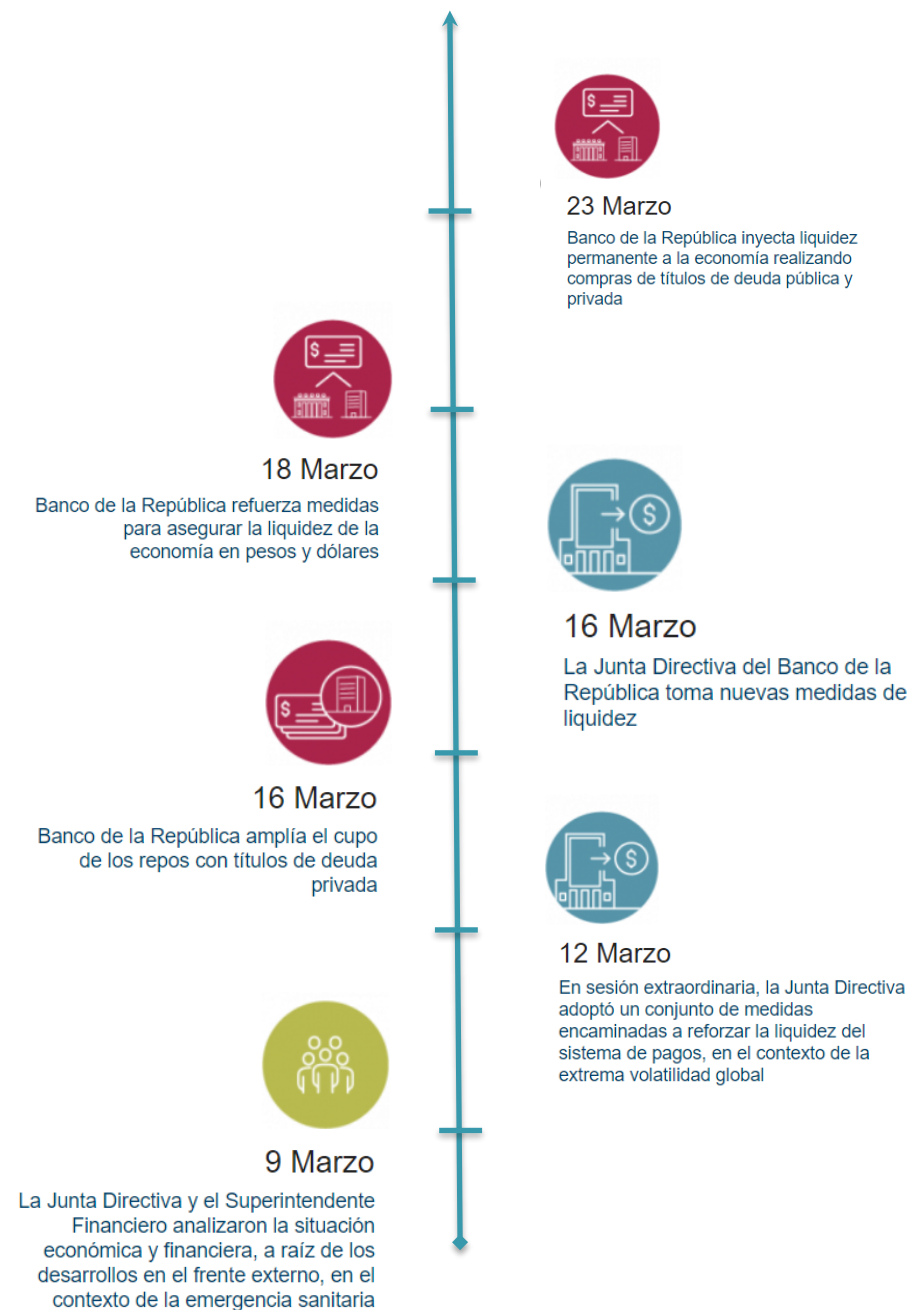 $
23 Marzo
Banco de la República inyecta liquidez
permanente a la economía realizando
compras de títulos de deuda pública y
privada
$
18 Marzo
Banco de la República refuerza medidas
para asegurar la liquidez de la
economía en pesos y dólares
$
16 Marzo
La Junta Directiva del Banco de la
República toma nuevas medidas de
liquidez
$
16 Marzo
Banco de la República amplía el cupo
de los repos con títulos de deuda
privada
$
12 Marzo
En sesión extraordinaria, la Junta Directiva
adoptó un conjunto de medidas
encaminadas a reforzar la liquidez del
sistema de pagos, en el contexto de la
extrema volatilidad global
9 Marzo
La Junta Directiva y el Superintendente
Financiero analizaron la situación
económica y financiera, a raíz de los
desarrollos en el frente externo, en el
contexto de la emergencia sanitaria